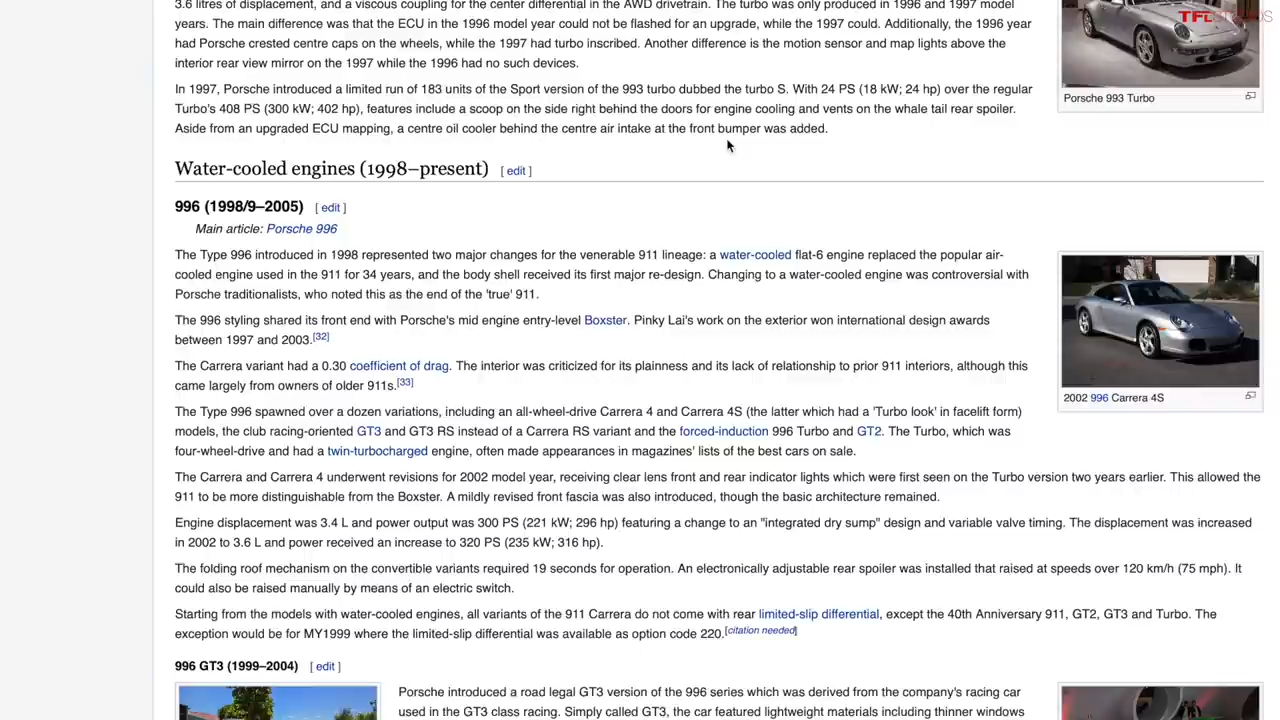 3.6 litres of displacement, and a viscous coupling for the center differential in the AWD drivetrain. The turbo was only produced in 1996 and 1997 model
years. The main difference was that the ECU in the 1996 model year could not be flashed for an upgrade, while the 1997 could. Additionally, the 1996 year
had Porsche crested centre caps on the wheels, while the 1997 had turbo inscribed. Another difference is the motion sensor and map lights above the
interior rear view mirror on the 1997 while the 1996 had no such devices.
Porsche 993 Turbo
In 1997, Porsche introduced a limited run of 183 units of the Sport version of the 993 turbo dubbed the turbo S. With 24 PS (18 kW; 24 hp) over the regular
Turbo's 408 PS (300 kW; 402 hp), features include a scoop on the side right behind the doors for engine cooling and vents on the whale tail rear spoiler.
Aside from an upgraded ECU mapping, a centre oil cooler behind the centre air intake at the front bumper was added.
Water-cooled engines (1998–present) [ edit ]
996 (1998/9–2005) [ edit ]
Main article: Porsche 996
The Type 996 introduced in 1998 represented two major changes for the venerable 911 lineage: a water-cooled flat-6 engine replaced the popular air-
cooled engine used in the 911 for 34 years, and the body shell received its first major re-design. Changing to a water-cooled engine was controversial with
Porsche traditionalists, who noted this as the end of the 'true' 911.
The 996 styling shared its front end with Porsche's mid engine entry-level Boxster. Pinky Lai's work on the exterior won international design awards
between 1997 and 2003.[32]
The Carrera variant had a 0.30 coefficient of drag. The interior was criticized for its plainness and its lack of relationship to prior 911 interiors, although this
came largely from owners of older 911s.[33]
2002 996 Carrera 4S
The Type 996 spawned over a dozen variations, including an all-wheel-drive Carrera 4 and Carrera 4S (the latter which had a 'Turbo look' in facelift form)
models, the club racing-oriented GT3 and GT3 RS instead of a Carrera RS variant and the forced-induction 996 Turbo and GT2. The Turbo, which was
four-wheel-drive and had a twin-turbocharged engine, often made appearances in magazines' lists of the best cars on sale.
The Carrera and Carrera 4 underwent revisions for 2002 model year, receiving clear lens front and rear indicator lights which were first seen on the Turbo version two years earlier. This allowed the
911 to be more distinguishable from the Boxster. A mildly revised front fascia was also introduced, though the basic architecture remained.
Engine displacement was 3.4 L and power output was 300 PS (221 kW; 296 hp) featuring a change to an "integrated dry sump" design and variable valve timing. The displacement was increased
in 2002 to 3.6 L and power received an increase to 320 PS (235 kW; 316 hp).
The folding roof mechanism on the convertible variants required 19 seconds for operation. An electronically adjustable rear spoiler was installed that raised at speeds over 120 km/h (75 mph). It
could also be raised manually by means of an electric switch.
Starting from the models with water-cooled engines, all variants of the 911 Carrera do not come with rear limited-slip differential, except the 40th Anniversary 911, GT2, GT3 and Turbo. The
exception would be for MY1999 where the limited-slip differential was available as option code 220.[citation needed]
996 GT3 (1999–2004) [ edit ]
Porsche introduced a road legal GT3 version of the 996 series which was derived from the company's racing car
used in the GT3 class racing. Simply called GT3, the car featured lightweight materials including thinner windows